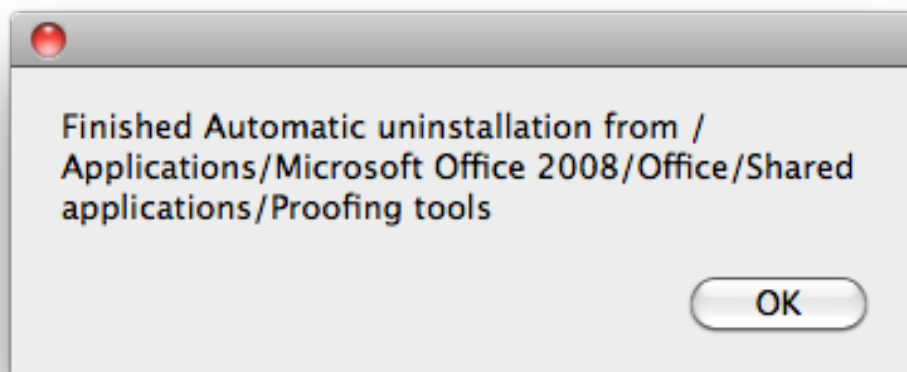 Finished Automatic uninstallation from /
Applications/Microsoft Office 2008/Office/Shared
applications/Proofing tools
OK